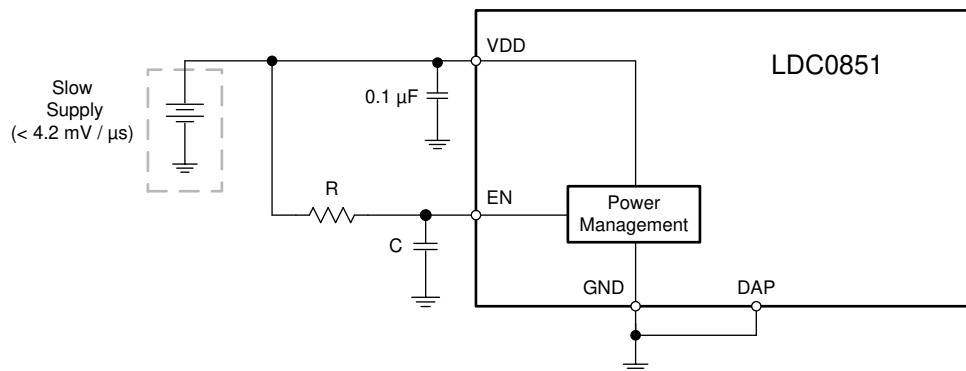 VDD
LDC0851
Slow
Supply
(< 4.2 mV / µs)
0.1 µF
R
EN
Power
Management
C
GND
DAP